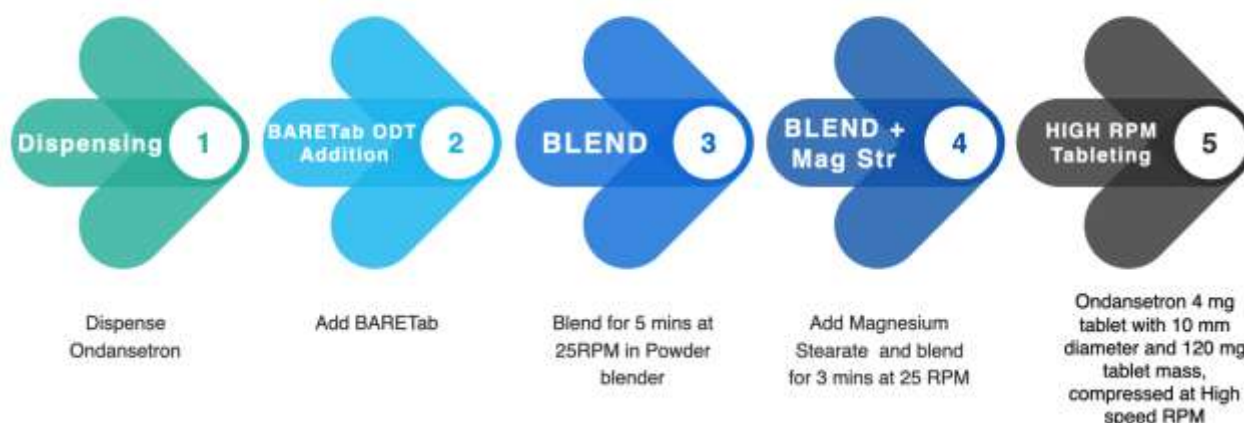 Dispensing
1
BARETab ODT
Addition
2
BLEND
3
BLEND +
Mag Str
4
HIGH RPM
Tableting
5
Dispense
Ondansetron
Add BARETab
Blend for 5 mins at
25RPM in Powder
blender
Add Magnesium
Stearate and blend
for 3 mins at 25 RPM
Ondansetron 4 mg
tablet with 10 mm
diameter and 120 mg
tablet mass,
compressed at High
speed RPM